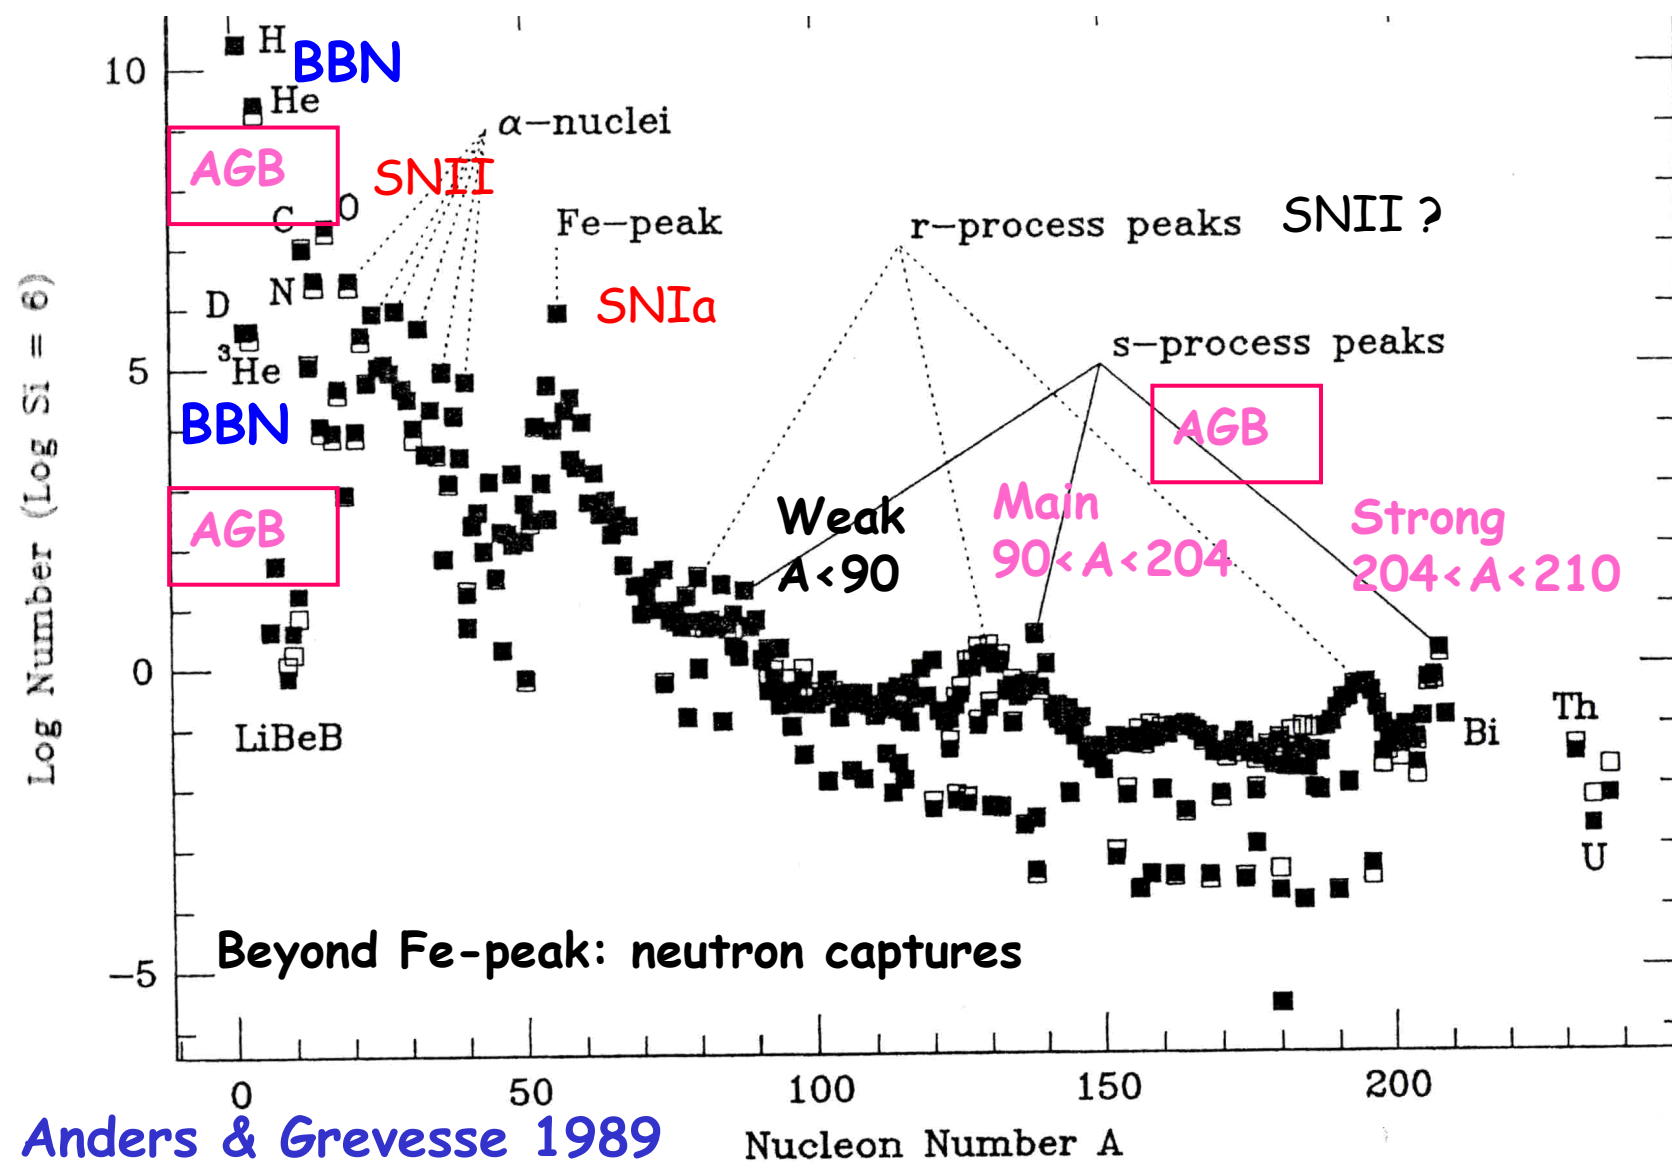 H
BBN
10
He
α-nuclei
AGB
SNII
C
O
Fe-peak
r-process peaks
SNII ?
N
D
SNIa
³He
s-process peaks
5
BBN
AGB
AGB
Weak
A<90
Main
90<A<204
Strong
204<A<210
0
LiBeB
Bi
Th
U
Beyond Fe-peak: neutron captures
-5
Log Number (Log Si = 6)
0
50
100
150
200
Anders & Grevesse 1989
Nucleon Number A